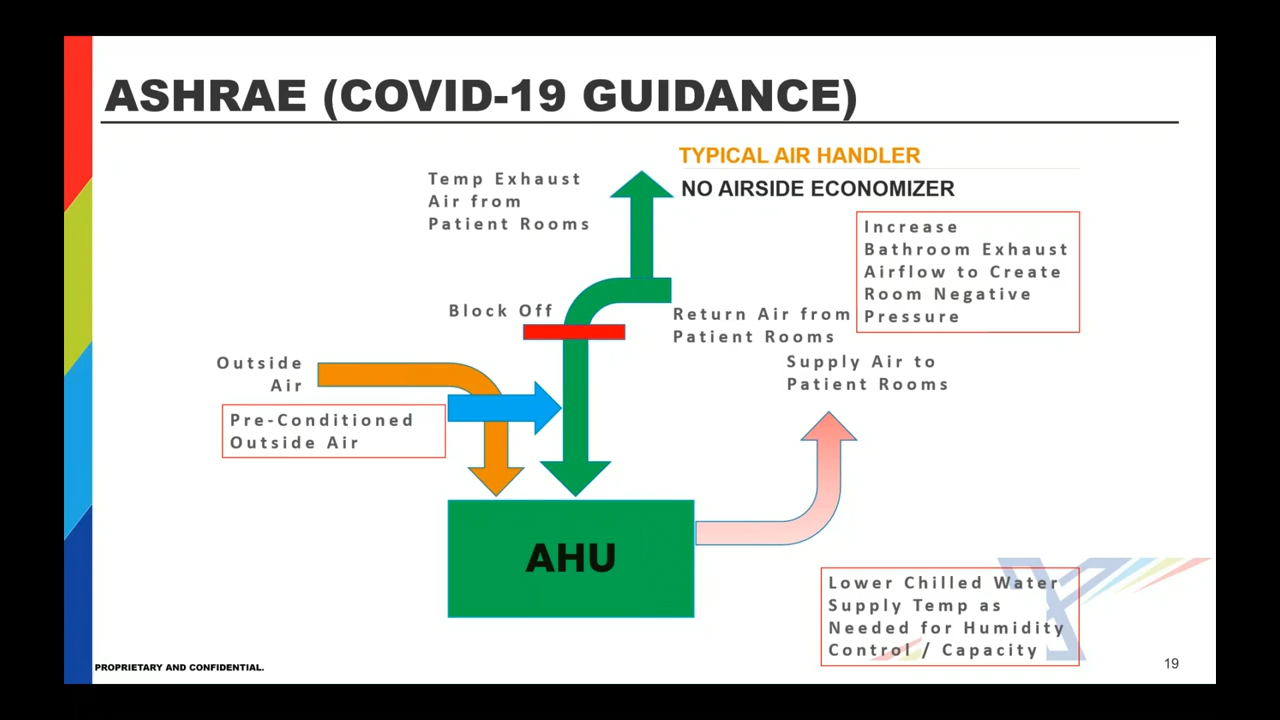 ASHRAE (COVID-19 GUIDANCE)
TYPICAL AIR HANDLER
NO AIRSIDE ECONOMIZER
Temp Exhaust
Air from
Patient Rooms
Increase
Bathroom Exhaust
Airflow to Create
Room Negative
Pressure
Block Off
Return Air from
Patient Rooms
Outside
Air
Supply Air to
Patient Rooms
Pre-Conditioned
Outside Air
AHU
Lower Chilled Water
Supply Temp as
Needed for Humidity
Control / Capacity
PROPRIETARY AND CONFIDENTIAL.
19